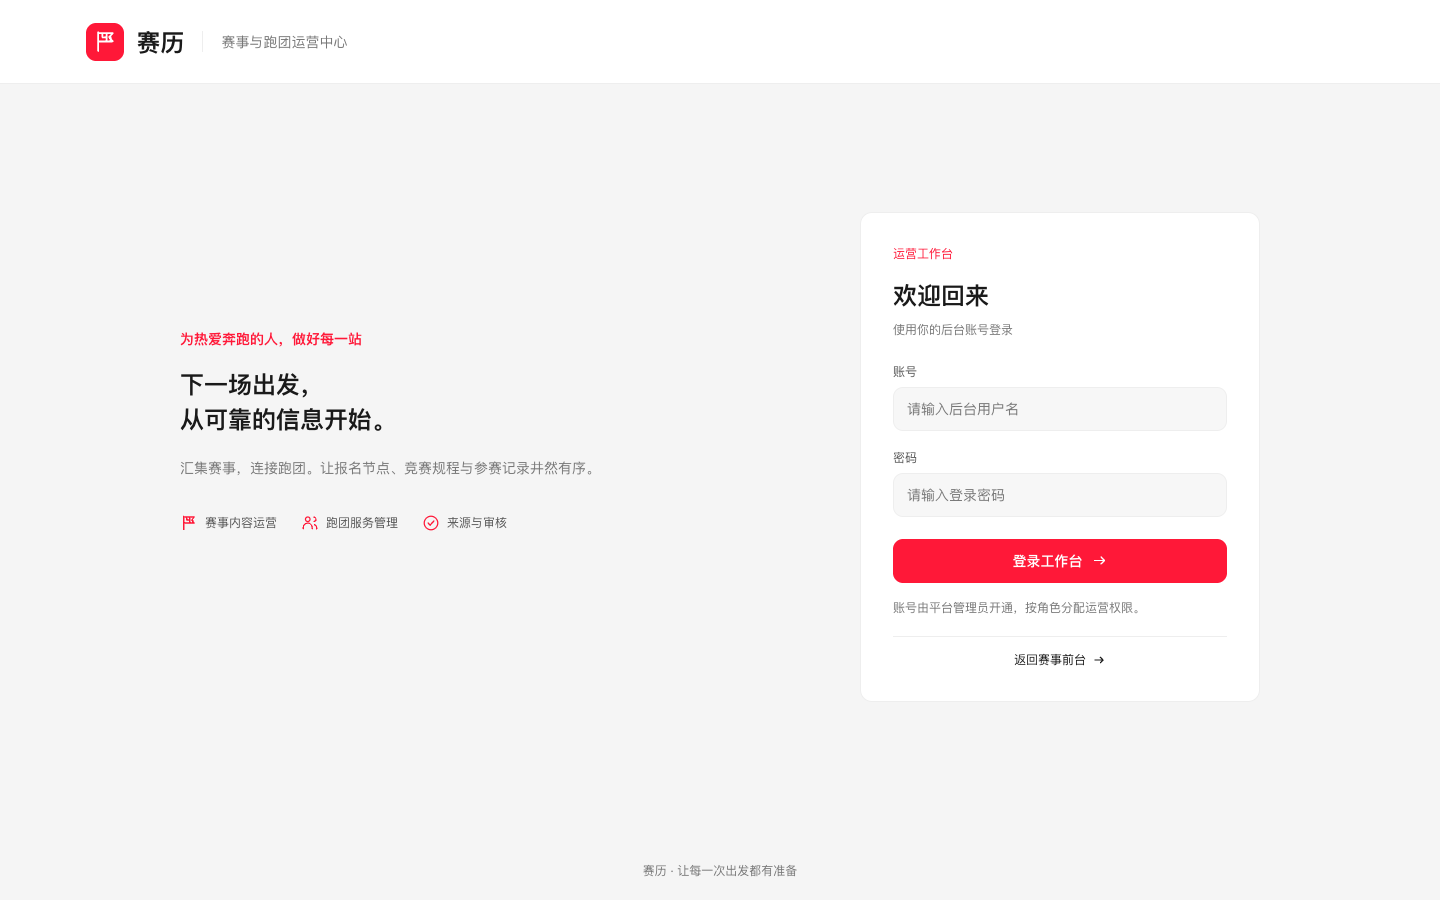 赛历
赛事与跑团运营中心
为热爱奔跑的人，做好每一站
下一场出发，
从可靠的信息开始。
汇集赛事，连接跑团。让报名节点、竞赛规程与参赛记录井然有序。
赛事内容运营
跑团服务管理
来源与审核
运营工作台
欢迎回来
使用你的后台账号登录
账号
请输入后台用户名
密码
请输入登录密码
登录工作台 →
账号由平台管理员开通，按角色分配运营权限。
返回赛事前台 →
赛历 · 让每一次出发都有准备